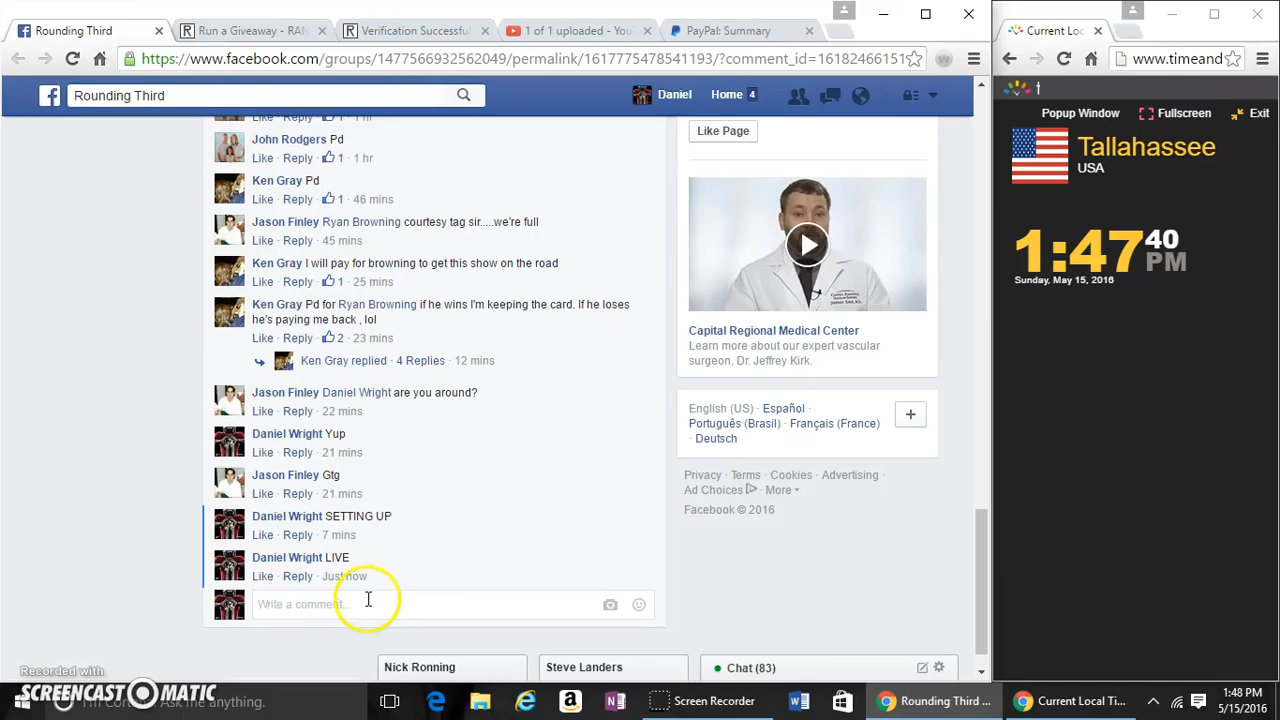 Rounding Third
Run a Giveaway - RAN
Verification Successful
1 of 1 uploaded - You
PayPal: Summary
Current Loc
https://www.facebook.com/groups/1477566932562049/permalink/1617775478541193/?comment_id=16182466151
www.timeand
Rounding Third
Daniel
Home 4
Popup Window
Fullscreen
Exit
Tallahassee
USA
1:47 40 PM
Sunday, May 15, 2016
Like · Reply · 1 · 1 hr
John Rodgers Pd
Like · Reply · 1 · 1 hr
Ken Gray Pd
Like · Reply · 1 · 46 mins
Jason Finley Ryan Browning courtesy tag sir.....we're full
Like · Reply · 45 mins
Ken Gray I will pay for browning to get this show on the road
Like · Reply · 1 · 25 mins
Ken Gray Pd for Ryan Browning if he wins I'm keeping the card. if he loses
he's paying me back , lol
Like · Reply · 2 · 23 mins
Ken Gray replied · 4 Replies · 12 mins
Jason Finley Daniel Wright are you around?
Like · Reply · 22 mins
Daniel Wright Yup
Like · Reply · 21 mins
Jason Finley Gtg
Like · Reply · 21 mins
Daniel Wright SETTING UP
Like · Reply · 7 mins
Daniel Wright LIVE
Like · Reply · Just now
Write a comment...
Like Page
Capital Regional Medical Center
Learn more about our expert vascular
surgeon, Dr. Jeffrey Kirk.
English (US) · Español ·
Português (Brasil) · Français (France)
· Deutsch
Privacy · Terms · Cookies · Advertising ·
Ad Choices · More
Facebook © 2016
Nick Ronning
Steve Landers
Chat (83)
Recorded with
SCREENCAST-O-MATIC
Ask me anything.
Screen Recorder
Rounding Third ...
Current Local Ti...
1:48 PM
5/15/2016